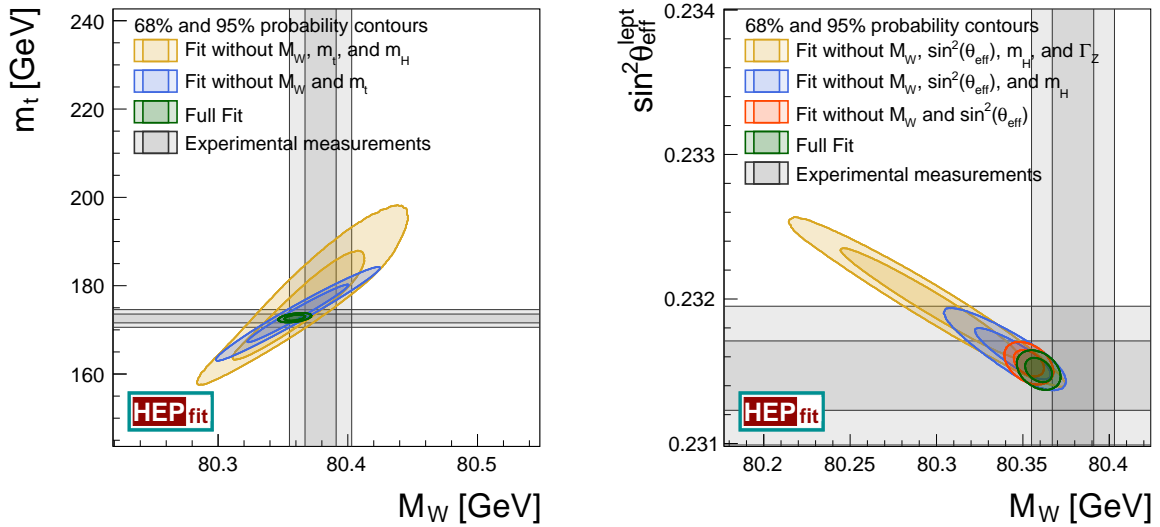 68% and 95% probability contours
Fit without M_W, m_t, and m_H
Fit without M_W and m_t
Full Fit
Experimental measurements
m_t [GeV]
240
220
200
180
160
80.3 80.4 80.5
M_W [GeV]
HEP fit
68% and 95% probability contours
Fit without M_W, sin²(θ_eff), m_H, and Γ_Z
Fit without M_W, sin²(θ_eff), and m_H
Fit without M_W and sin²(θ_eff)
Full Fit
Experimental measurements
sin²θ_eff^lept
0.234
0.233
0.232
0.231
80.2 80.25 80.3 80.35 80.4
M_W [GeV]
HEP fit